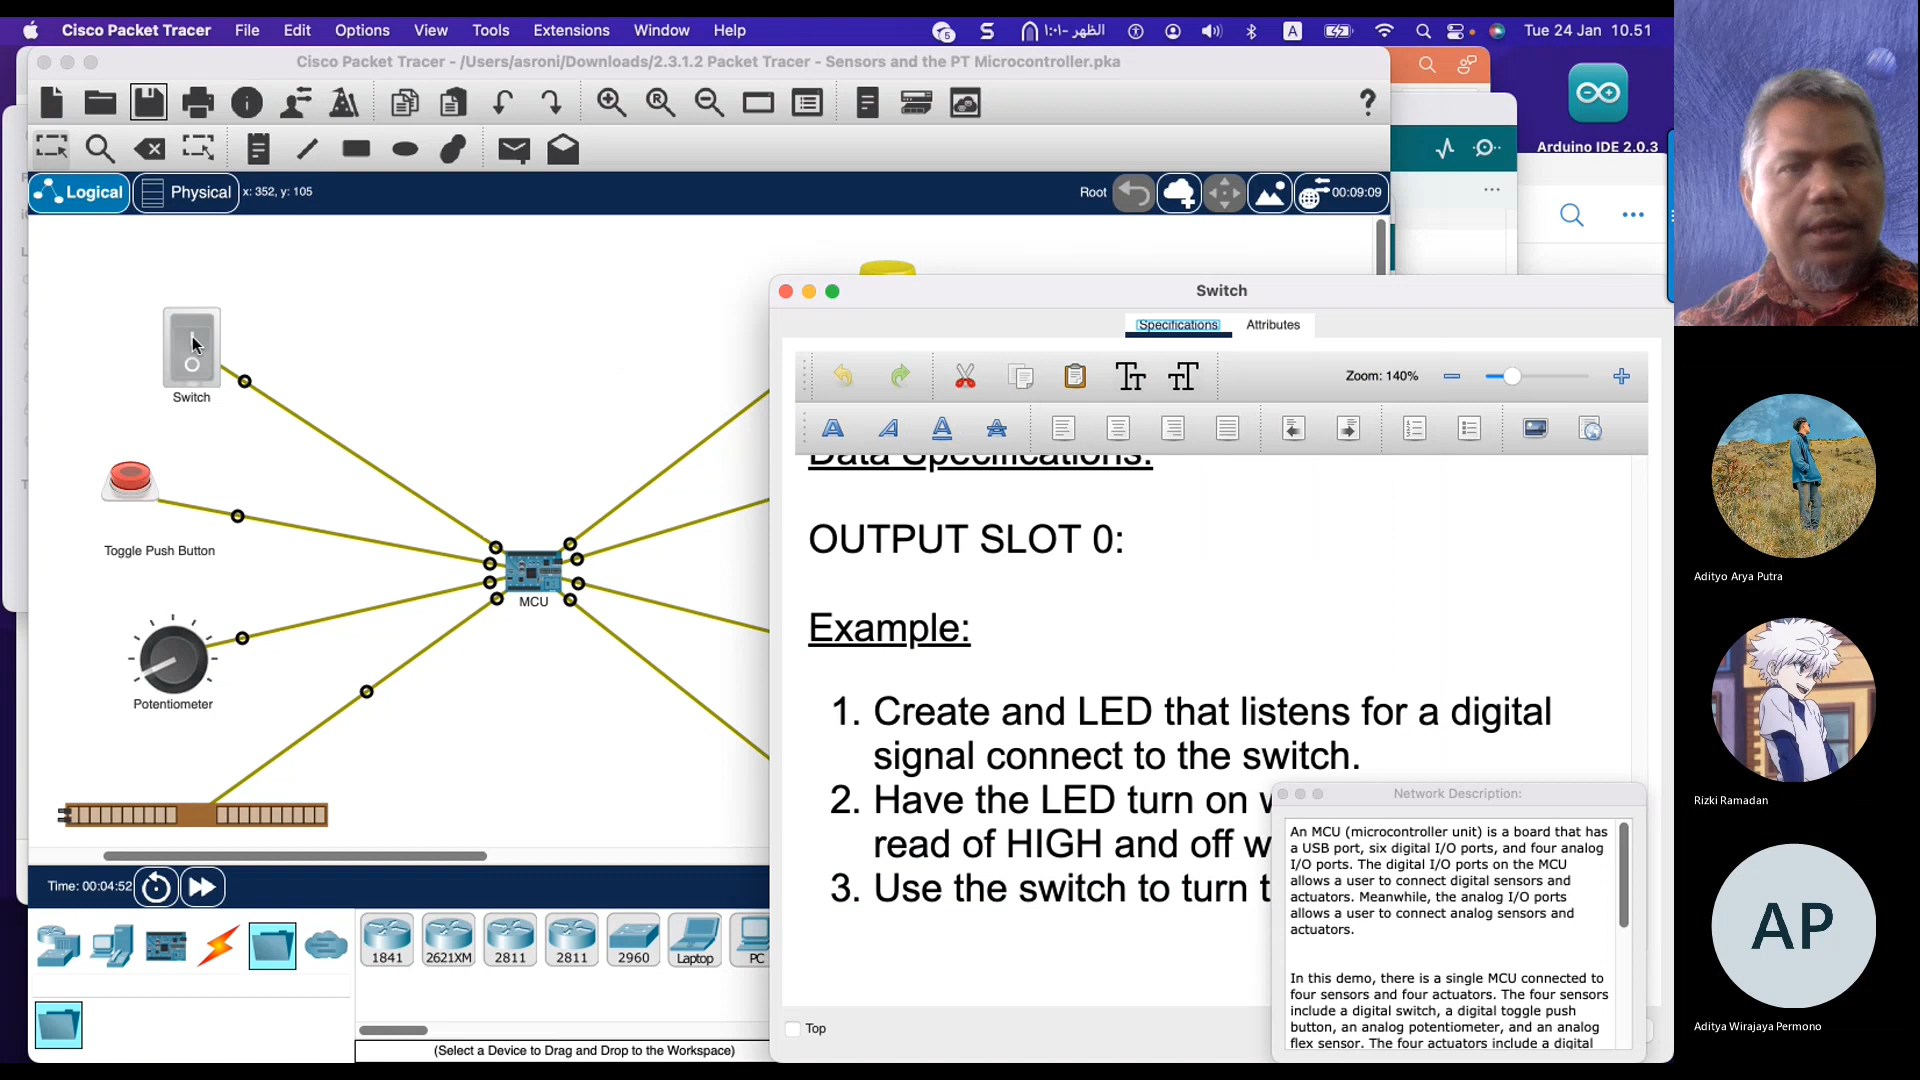 Cisco Packet Tracer File Edit Options View Tools Extensions Window Help
الظهر -١:٠١
A
Tue 24 Jan 10.51
Cisco Packet Tracer - /Users/asroni/Downloads/2.3.1.2 Packet Tracer - Sensors and the PT Microcontroller.pka
Arduino IDE 2.0.3
Logical
Physical
x: 352, y: 105
Root
00:09:09
Switch
Toggle Push Button
Potentiometer
MCU
Time: 00:04:52
1841
2621XM
2811
2811
2960
Laptop
PC
(Select a Device to Drag and Drop to the Workspace)
Switch
Specifications
Attributes
Zoom: 140%
Data Specifications:
OUTPUT SLOT 0:
Example:
1. Create and LED that listens for a digital
signal connect to the switch.
2. Have the LED turn on
read of HIGH and off
3. Use the switch to turn
Top
Network Description:
An MCU (microcontroller unit) is a board that has
a USB port, six digital I/O ports, and four analog
I/O ports. The digital I/O ports on the MCU
allows a user to connect digital sensors and
actuators. Meanwhile, the analog I/O ports
allows a user to connect analog sensors and
actuators.
In this demo, there is a single MCU connected to
four sensors and four actuators. The four sensors
include a digital switch, a digital toggle push
button, an analog potentiometer, and an analog
flex sensor. The four actuators include a digital
Adityo Arya Putra
Rizki Ramadan
AP
Aditya Wirajaya Permono